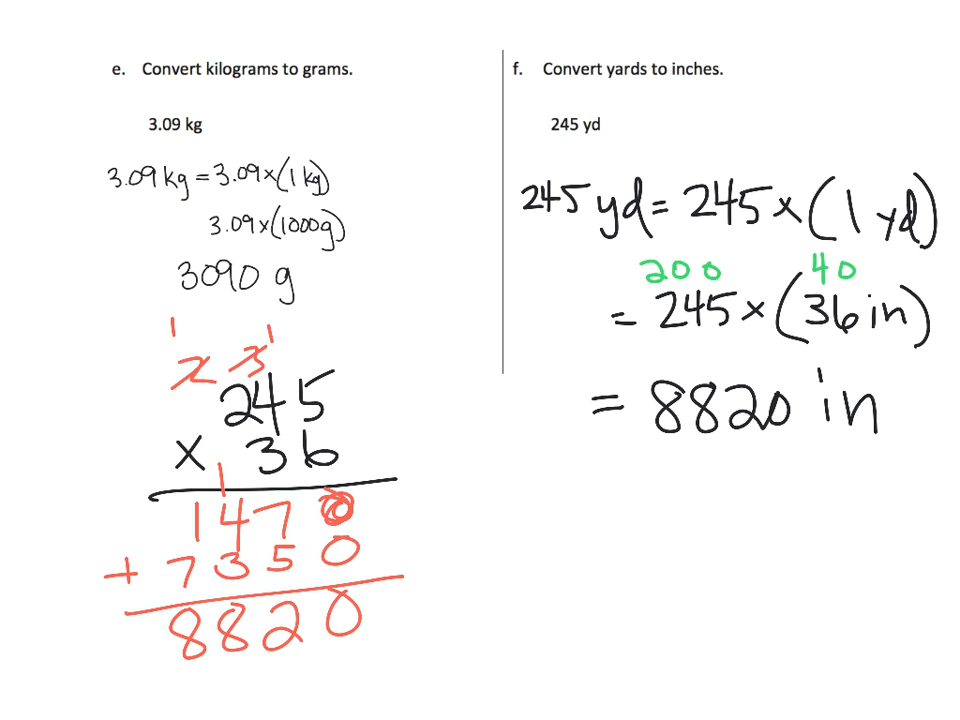 e. Convert kilograms to grams.
3.09 kg
3.09 kg = 3.09 x (1 kg)
3.09 x (1000g)
3090 g
1 1
2 3
245
x 36
1
1470
+ 7350
8820
f. Convert yards to inches.
245 yd
245 yd = 245 x (1 yd)
200 40
= 245 x (36 in)
= 8820 in